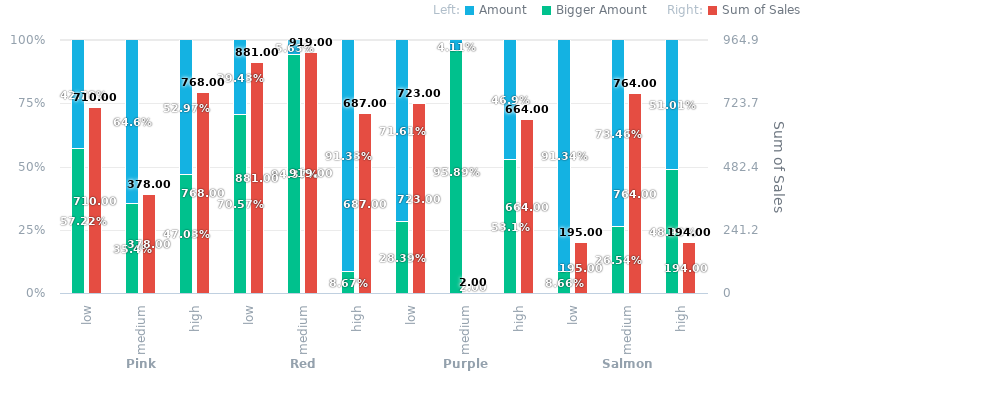 Left: Amount Bigger Amount Right: Sum of Sales
100% 964.9
75% 723.7
50% 482.4
25% 241.2
0% 0
Sum of Sales
710.00 378.00 768.00 881.00 919.00 687.00 723.00 2.00 664.00 195.00 764.00 194.00
64.6% 52.97% 91.33% 71.61% 4.11% 46.9% 91.34% 73.46% 51.01%
710.00 378.00 768.00 881.00 687.00 723.00 664.00 195.00 764.00 194.00
57.22% 35.4% 47.03% 70.57% 8.67% 28.39% 95.89% 53.1% 8.66% 26.54%
low medium high low medium high low medium high low medium high
Pink Red Purple Salmon